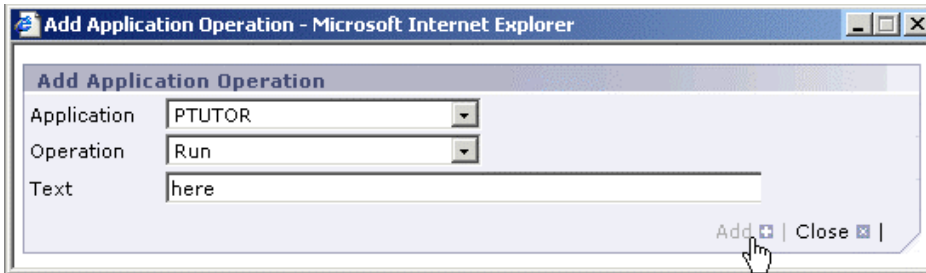 Add Application Operation - Microsoft Internet Explorer
Add Application Operation
Application PTUTOR
Operation Run
Text here
Add | Close |